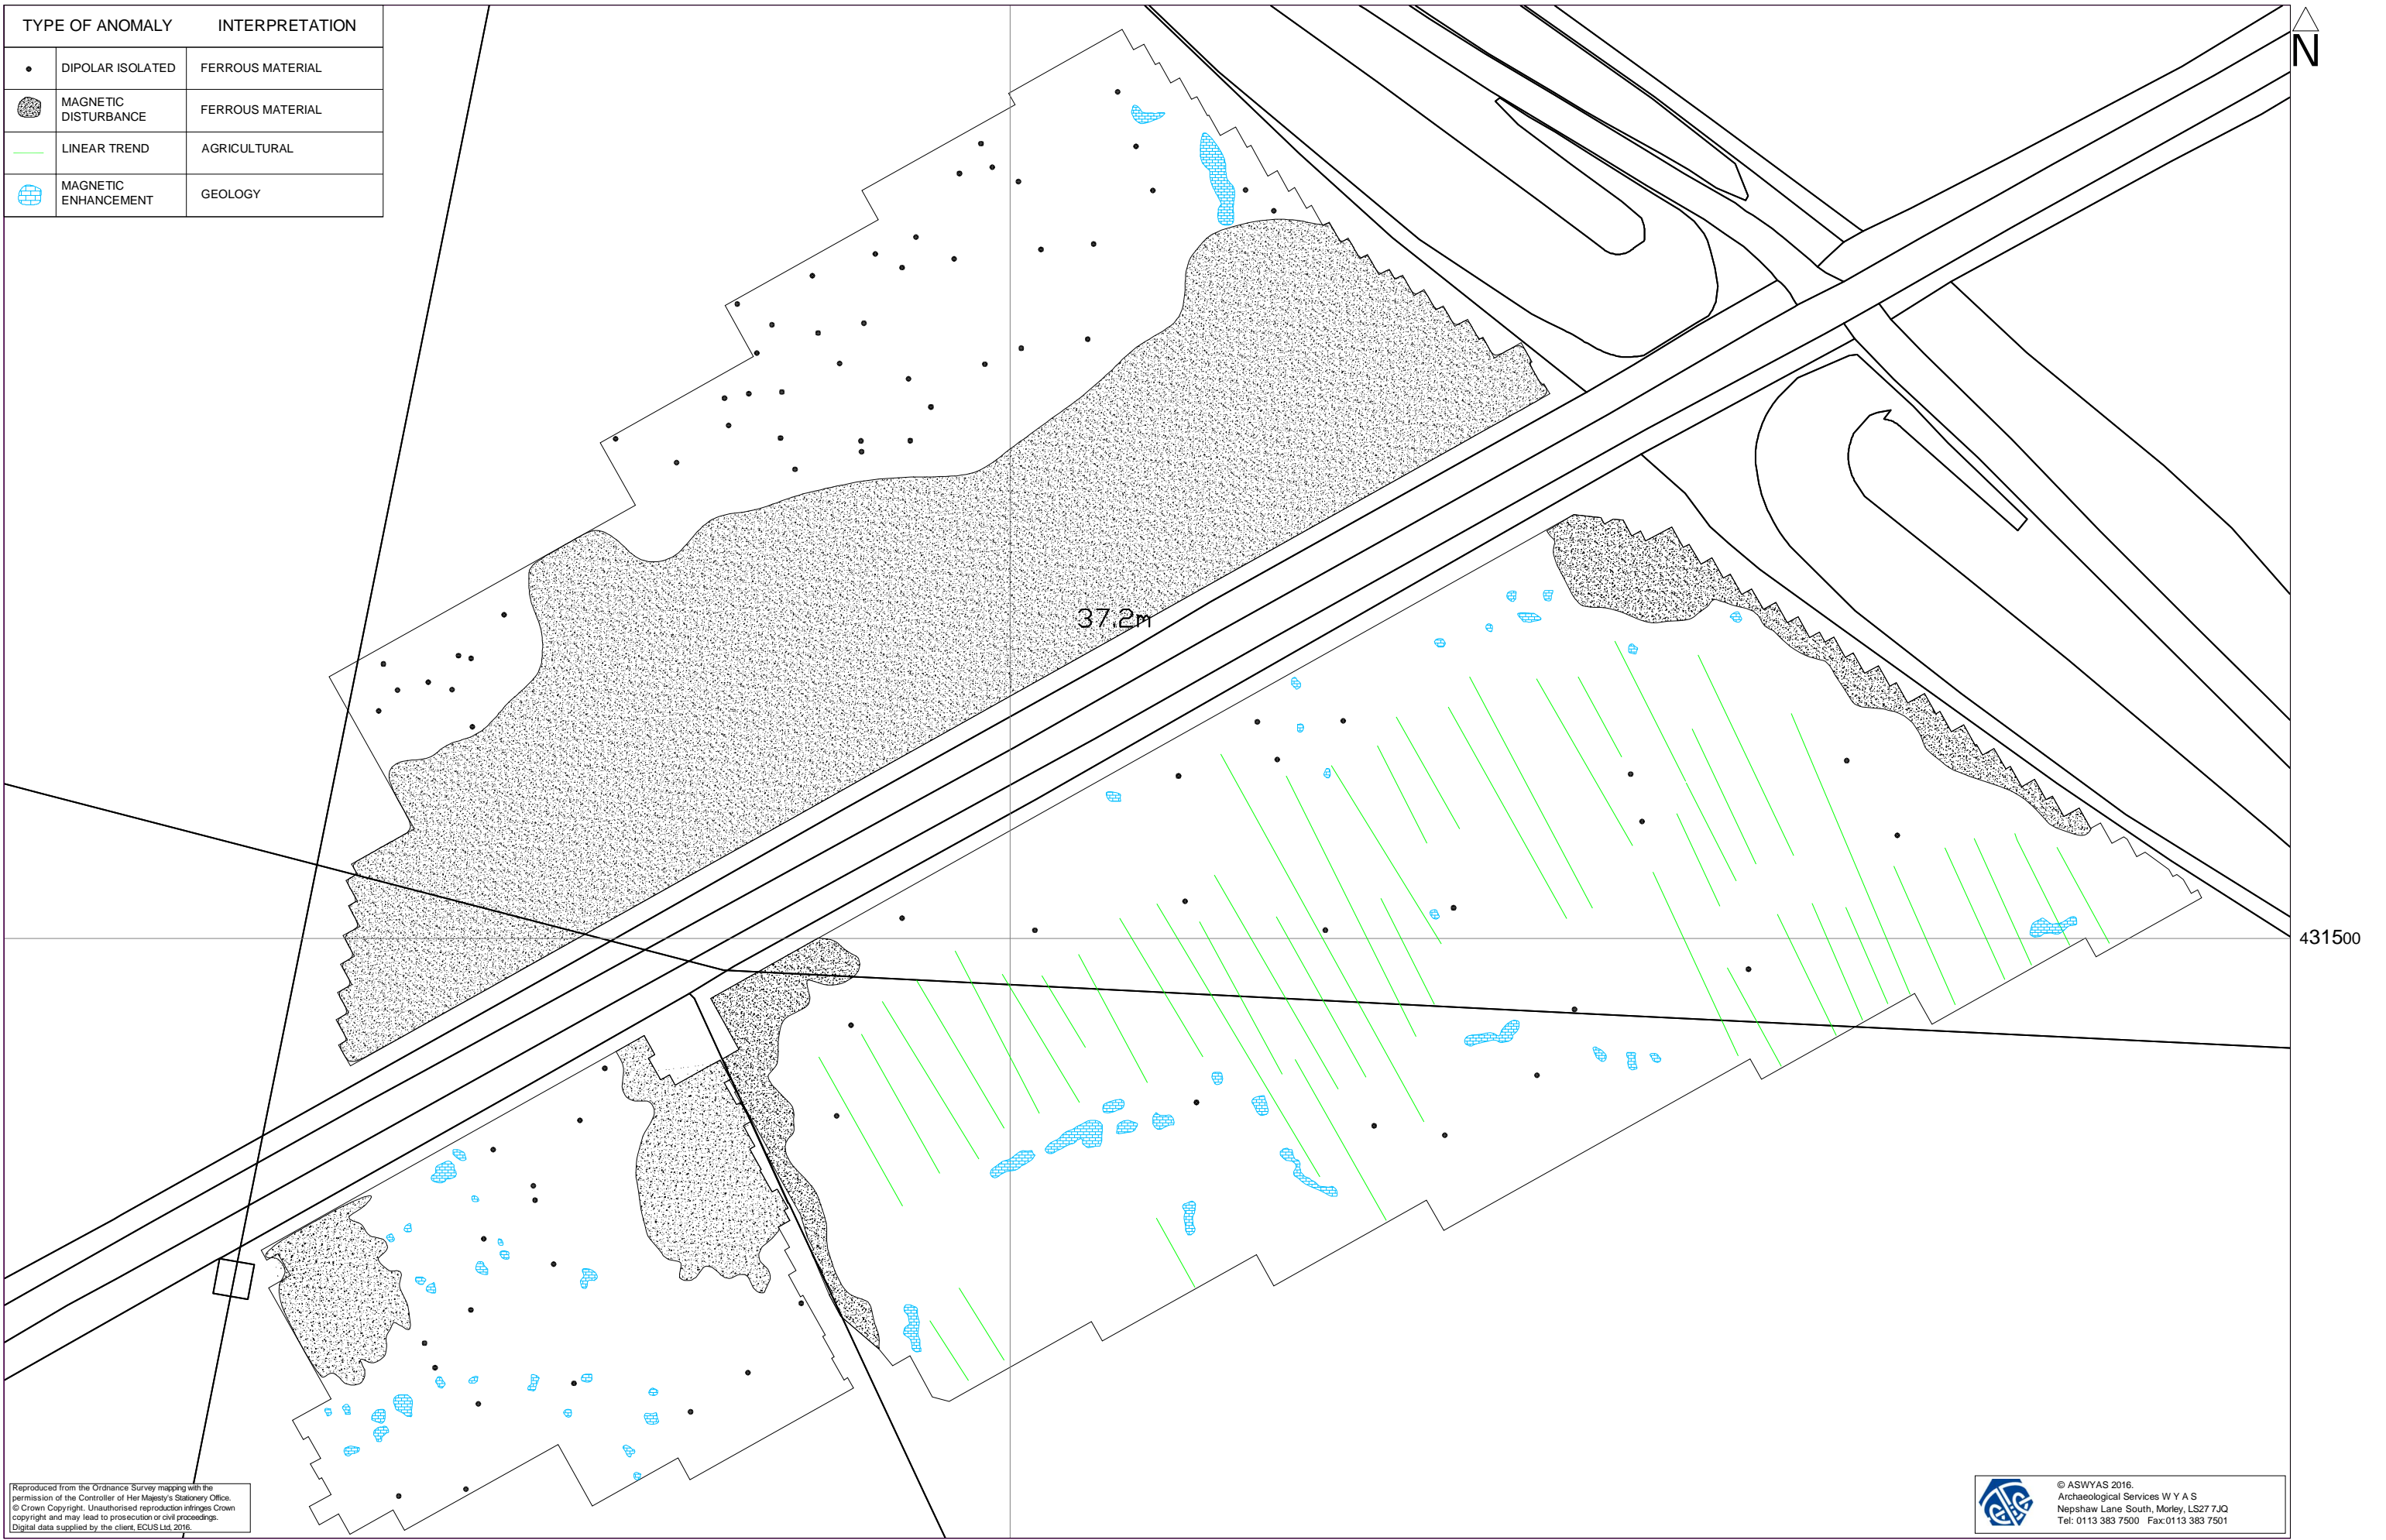 TYPE OF ANOMALY INTERPRETATION
DIPOLAR ISOLATED FERROUS MATERIAL
MAGNETIC
DISTURBANCE FERROUS MATERIAL
LINEAR TREND AGRICULTURAL
MAGNETIC
ENHANCEMENT GEOLOGY
N
37.2m
431500
Reproduced from the Ordnance Survey mapping with the
permission of the Controller of Her Majesty's Stationery Office.
© Crown Copyright. Unauthorised reproduction infringes Crown
copyright and may lead to prosecution or civil proceedings.
Digital data supplied by the client, ECUS Ltd, 2016.
© ASWYAS 2016.
Archaeological Services W Y A S
Nepshaw Lane South, Morley, LS27 7JQ
Tel: 0113 383 7500 Fax:0113 383 7501